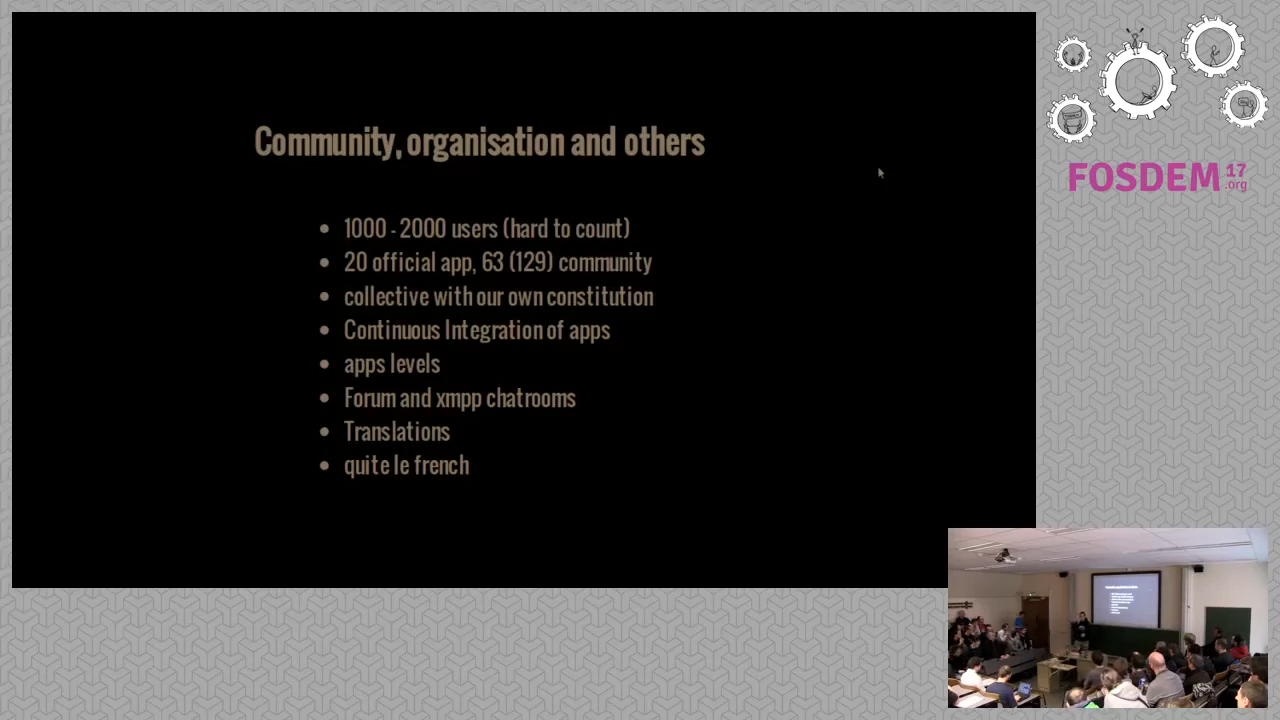 Community, organisation and others
1000 - 2000 users (hard to count)
20 official app, 63 (129) community
collective with our own constitution
Continuous Integration of apps
apps levels
Forum and xmpp chatrooms
Translations
quite le french
FOSDEM 17
.org